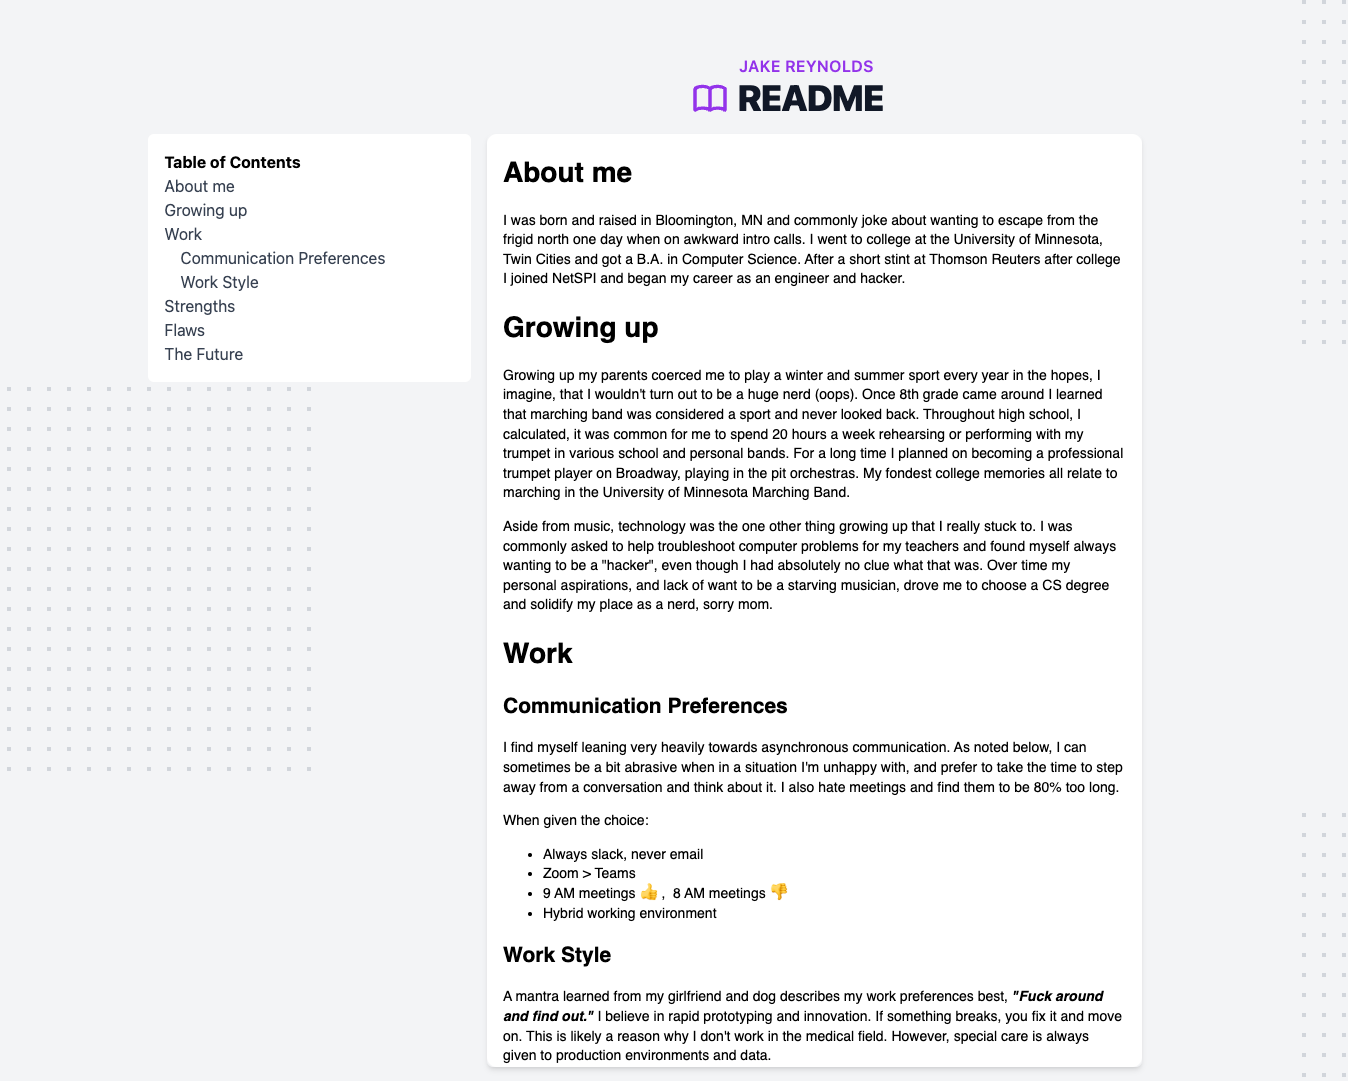 JAKE REYNOLDS
README
Table of Contents
About me
Growing up
Work
Communication Preferences
Work Style
Strengths
Flaws
The Future
About me
I was born and raised in Bloomington, MN and commonly joke about wanting to escape from the
frigid north one day when on awkward intro calls. I went to college at the University of Minnesota,
Twin Cities and got a B.A. in Computer Science. After a short stint at Thomson Reuters after college
I joined NetSPI and began my career as an engineer and hacker.
Growing up
Growing up my parents coerced me to play a winter and summer sport every year in the hopes, I
imagine, that I wouldn't turn out to be a huge nerd (oops). Once 8th grade came around I learned
that marching band was considered a sport and never looked back. Throughout high school, I
calculated, it was common for me to spend 20 hours a week rehearsing or performing with my
trumpet in various school and personal bands. For a long time I planned on becoming a professional
trumpet player on Broadway, playing in the pit orchestras. My fondest college memories all relate to
marching in the University of Minnesota Marching Band.
Aside from music, technology was the one other thing growing up that I really stuck to. I was
commonly asked to help troubleshoot computer problems for my teachers and found myself always
wanting to be a "hacker", even though I had absolutely no clue what that was. Over time my
personal aspirations, and lack of want to be a starving musician, drove me to choose a CS degree
and solidify my place as a nerd, sorry mom.
Work
Communication Preferences
I find myself leaning very heavily towards asynchronous communication. As noted below, I can
sometimes be a bit abrasive when in a situation I'm unhappy with, and prefer to take the time to step
away from a conversation and think about it. I also hate meetings and find them to be 80% too long.
When given the choice:
• Always slack, never email
• Zoom > Teams
• 9 AM meetings 👍, 8 AM meetings 👎
• Hybrid working environment
Work Style
A mantra learned from my girlfriend and dog describes my work preferences best, "Fuck around
and find out." I believe in rapid prototyping and innovation. If something breaks, you fix it and move
on. This is likely a reason why I don't work in the medical field. However, special care is always
given to production environments and data.